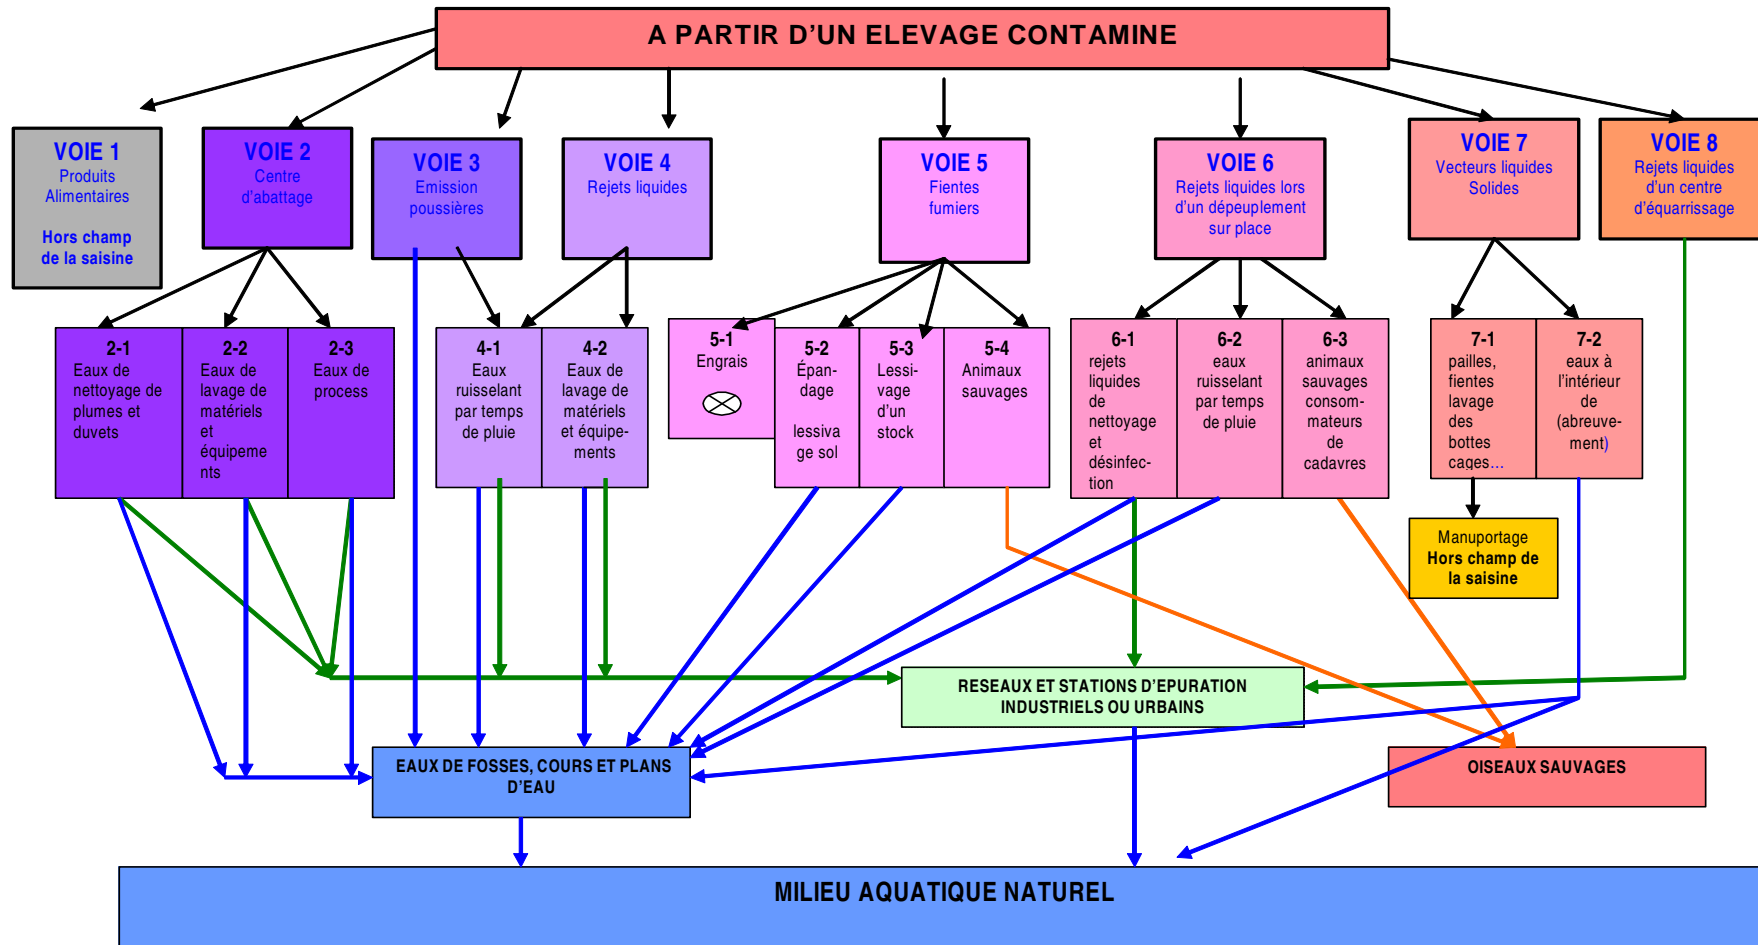 A PARTIR D'UN ELEVAGE CONTAMINE
VOIE 1
Produits
Alimentaires
Hors champ
de la saisine
VOIE 2
Centre
d'abattage
VOIE 3
Emission
poussières
VOIE 4
Rejets liquides
VOIE 5
Fientes
fumiers
VOIE 6
Rejets liquides lors
d'un dépeuplement
sur place
VOIE 7
Vecteurs liquides
Solides
VOIE 8
Rejets liquides
d'un centre
d'équarrissage
2-1
Eaux de
nettoyage de
plumes et
duvets
2-2
Eaux de
lavage de
matériels
et
équipeme
nts
2-3
Eaux de
process
4-1
Eaux
ruisselant
par temps
de pluie
4-2
Eaux de
lavage de
matériels
et équipe-
ments
5-1
Engrais
5-2
Épan-
dage
lessiva
ge sol
5-3
Lessi-
vage
d'un
stock
5-4
Animaux
sauvages
6-1
rejets
liquides
de
nettoyage
et
désinfec-
tion
6-2
eaux
ruisselant
par temps
de pluie
6-3
animaux
sauvages
consom-
mateurs
de
cadavres
7-1
pailles,
fientes
lavage
des
bottes
cages...
7-2
eaux à
l'intérieur
de
(abreuve-
ment)
Manuportage
Hors champ de
la saisine
RESEAUX ET STATIONS D'EPURATION
INDUSTRIELS OU URBAINS
EAUX DE FOSSES, COURS ET PLANS
D'EAU
OISEAUX SAUVAGES
MILIEU AQUATIQUE NATUREL